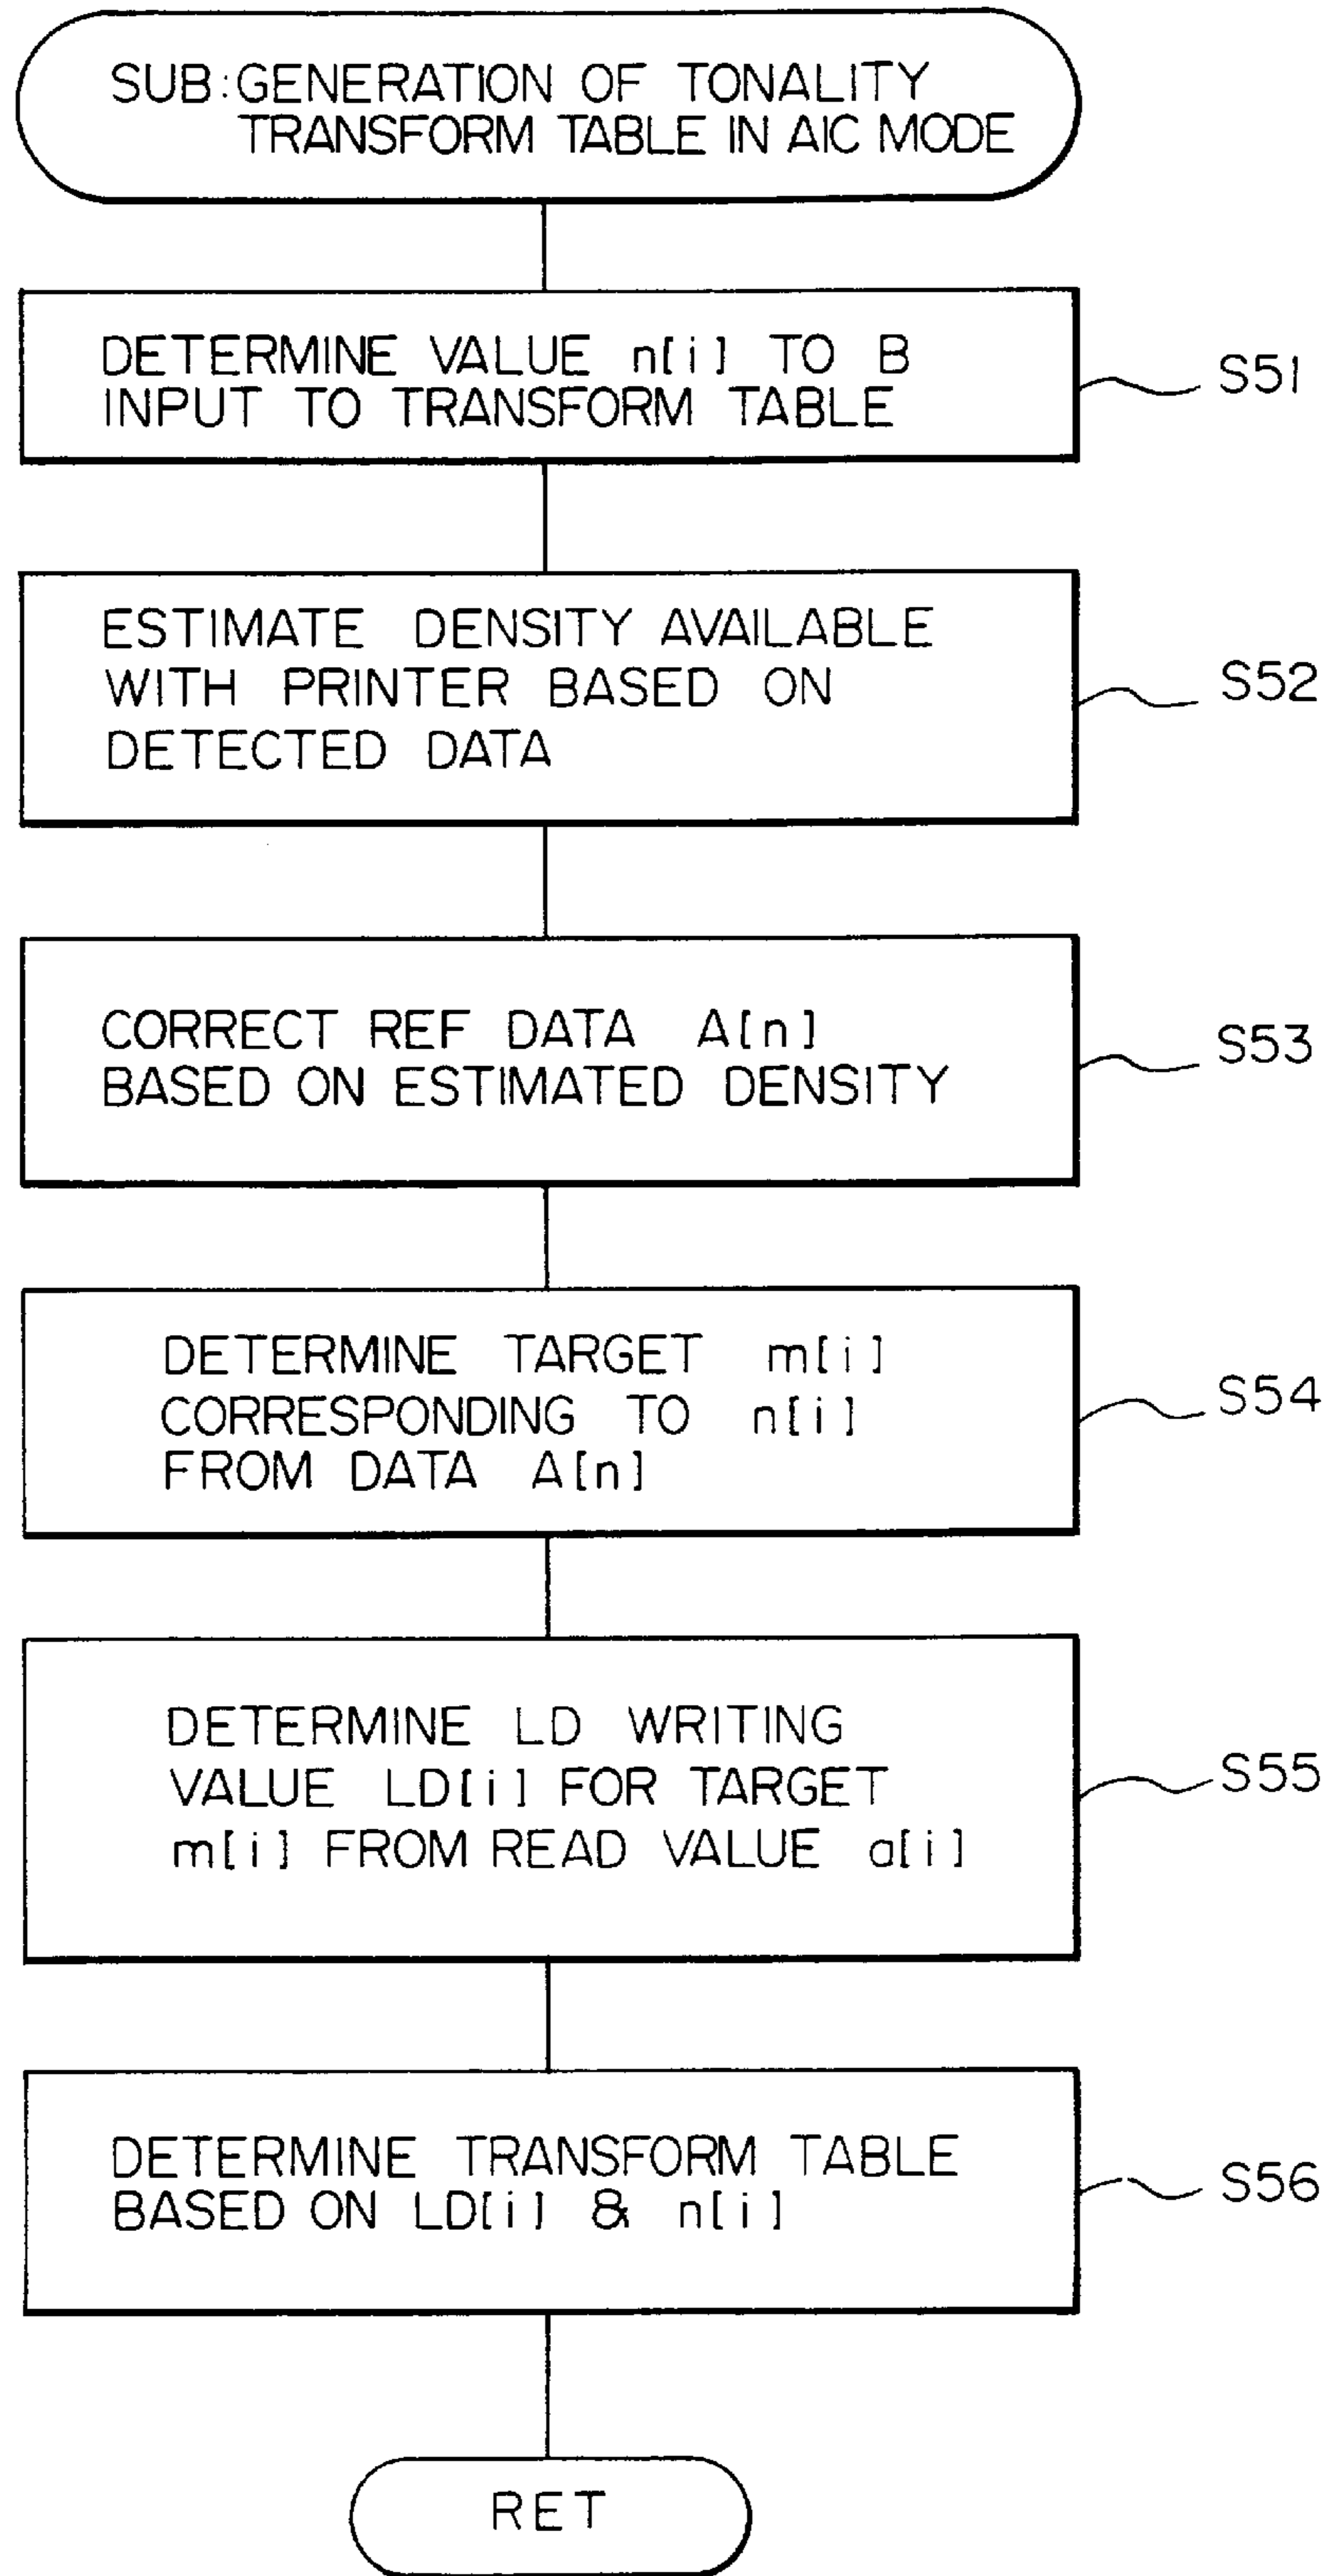 SUB:GENERATION OF TONALITY
TRANSFORM TABLE IN AIC MODE
DETERMINE VALUE n[i] TO B
INPUT TO TRANSFORM TABLE
S51
ESTIMATE DENSITY AVAILABLE
WITH PRINTER BASED ON
DETECTED DATA
S52
CORRECT REF DATA A[n]
BASED ON ESTIMATED DENSITY
S53
DETERMINE TARGET m[i]
CORRESPONDING TO n[i]
FROM DATA A[n]
S54
DETERMINE LD WRITING
VALUE LD[i] FOR TARGET
m[i] FROM READ VALUE a[i]
S55
DETERMINE TRANSFORM TABLE
BASED ON LD[i] & n[i]
S56
RET